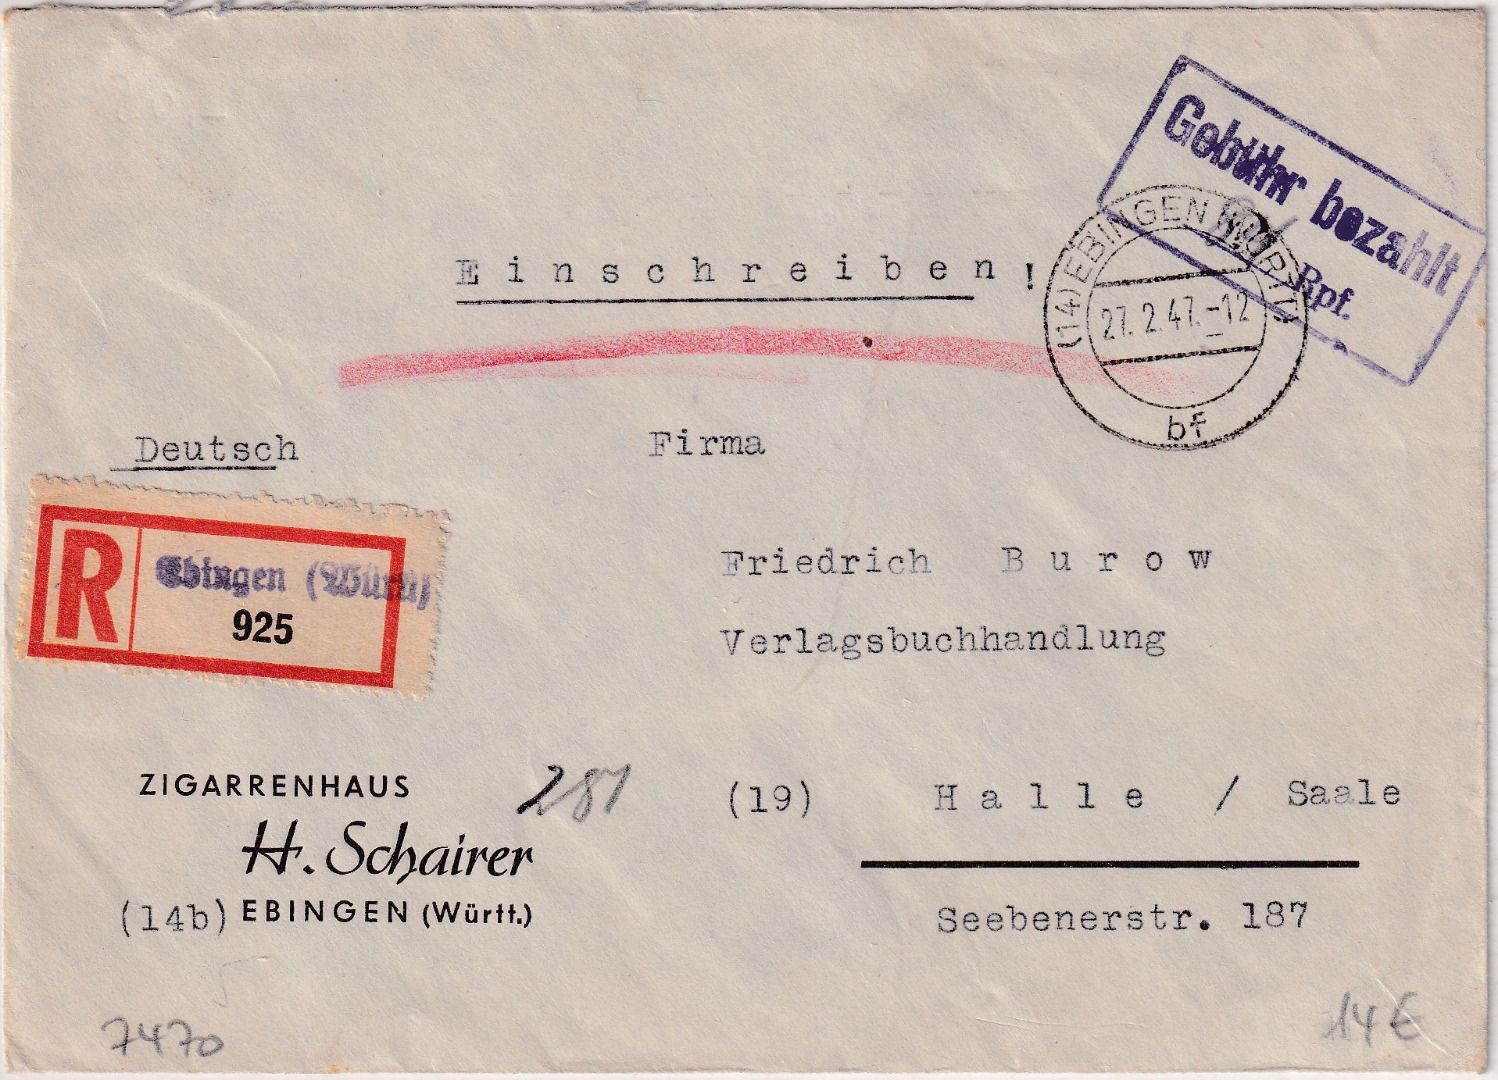 Gebühr bezahlt
Rpf.
(14) EBINGEN (WÜRTT.)
27. 2. 47. -12
bf
Einschreiben!
Deutsch
Firma
R
Ebingen (Württ)
925
Friedrich Burow
Verlagsbuchhandlung
ZIGARRENHAUS
H. Schairer
(14b) EBINGEN (Württ.)
281
(19) Halle / Saale
Seebenerstr. 187
7470
14 €